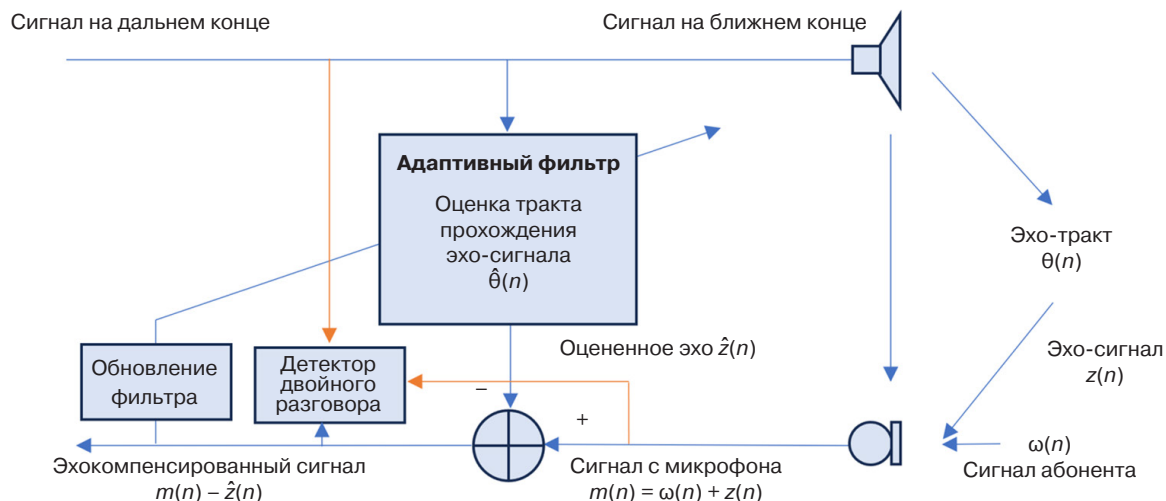 Сигнал на дальнем конце
Сигнал на ближнем конце
Адаптивный фильтр
Оценка тракта
прохождения
эхо-сигнала
θ̂(n)
Эхо-тракт
θ(n)
Оцененное эхо ẑ(n)
Обновление
фильтра
Детектор
двойного
разговора
Эхо-сигнал
z(n)
–
+
ω(n)
Сигнал абонента
Эхокомпенсированный сигнал
m(n) – ẑ(n)
Сигнал с микрофона
m(n) = ω(n) + z(n)